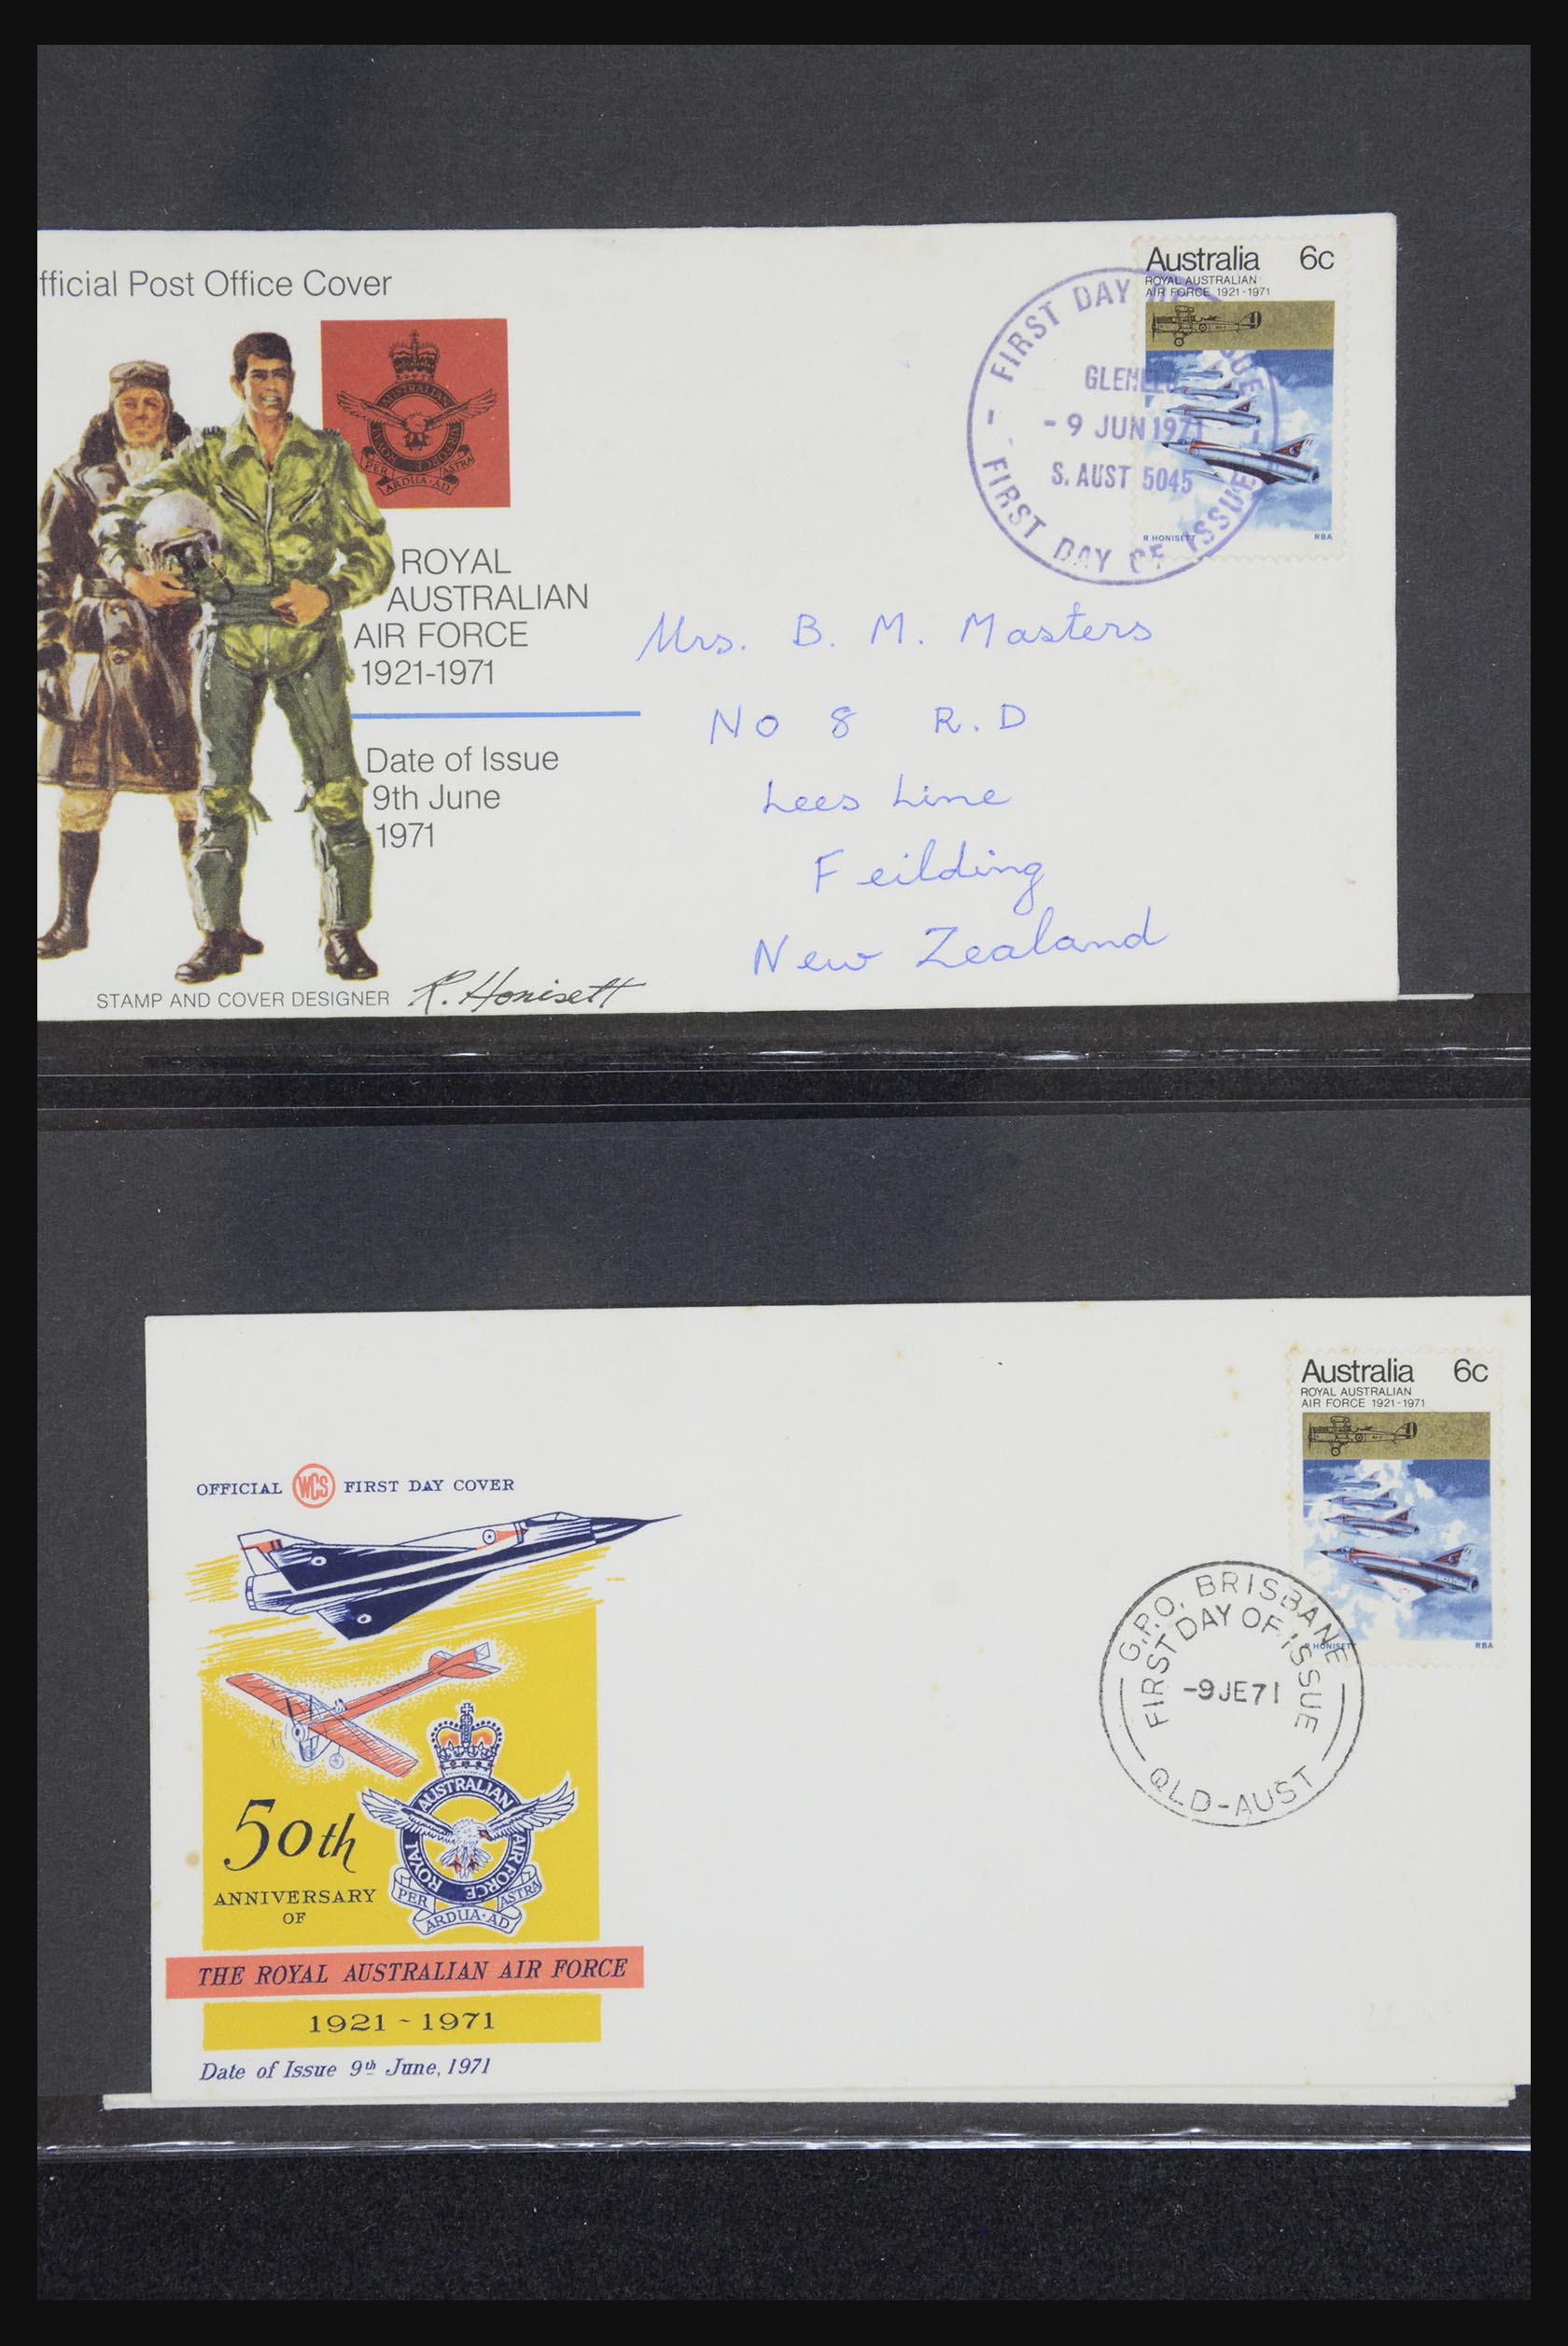 fficial Post Office Cover
Australia 6c
ROYAL AUSTRALIAN
AIR FORCE 1921-1971
FIRST DAY
- 9 JUN 1971
S. AUST 5045
FIRST DAY OF ISSUE
R HONISETT RBA
AUSTRALIAN
ROYAL AIR FORCE
PER ASTRA
ARDUA·AD
ROYAL
AUSTRALIAN
AIR FORCE
1921-1971
Date of Issue
9th June
1971
Mrs. B. M. Masters
No 8 R.D
Lees Line
Feilding
New Zealand
STAMP AND COVER DESIGNER R. Honisett
Australia 6c
ROYAL AUSTRALIAN
AIR FORCE 1921-1971
R HONISETT RBA
G.P.O. BRISBANE
FIRST DAY OF ISSUE
-9JE71
QLD-AUST
OFFICIAL WCS FIRST DAY COVER
50th
ANNIVERSARY
OF
AUSTRALIAN
ROYAL AIR FORCE
PER ASTRA
ARDUA·AD
THE ROYAL AUSTRALIAN AIR FORCE
1921 ~ 1971
Date of Issue 9th June, 1971